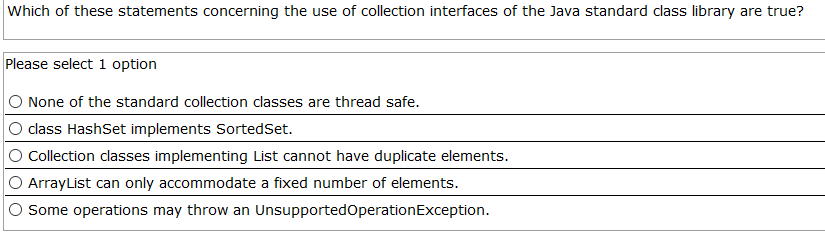 Which of these statements concerning the use of collection interfaces of the Java standard class library are true?
Please select 1 option
None of the standard collection classes are thread safe.
class HashSet implements SortedSet.
Collection classes implementing List cannot have duplicate elements.
ArrayList can only accommodate a fixed number of elements.
Some operations may throw an UnsupportedOperationException.